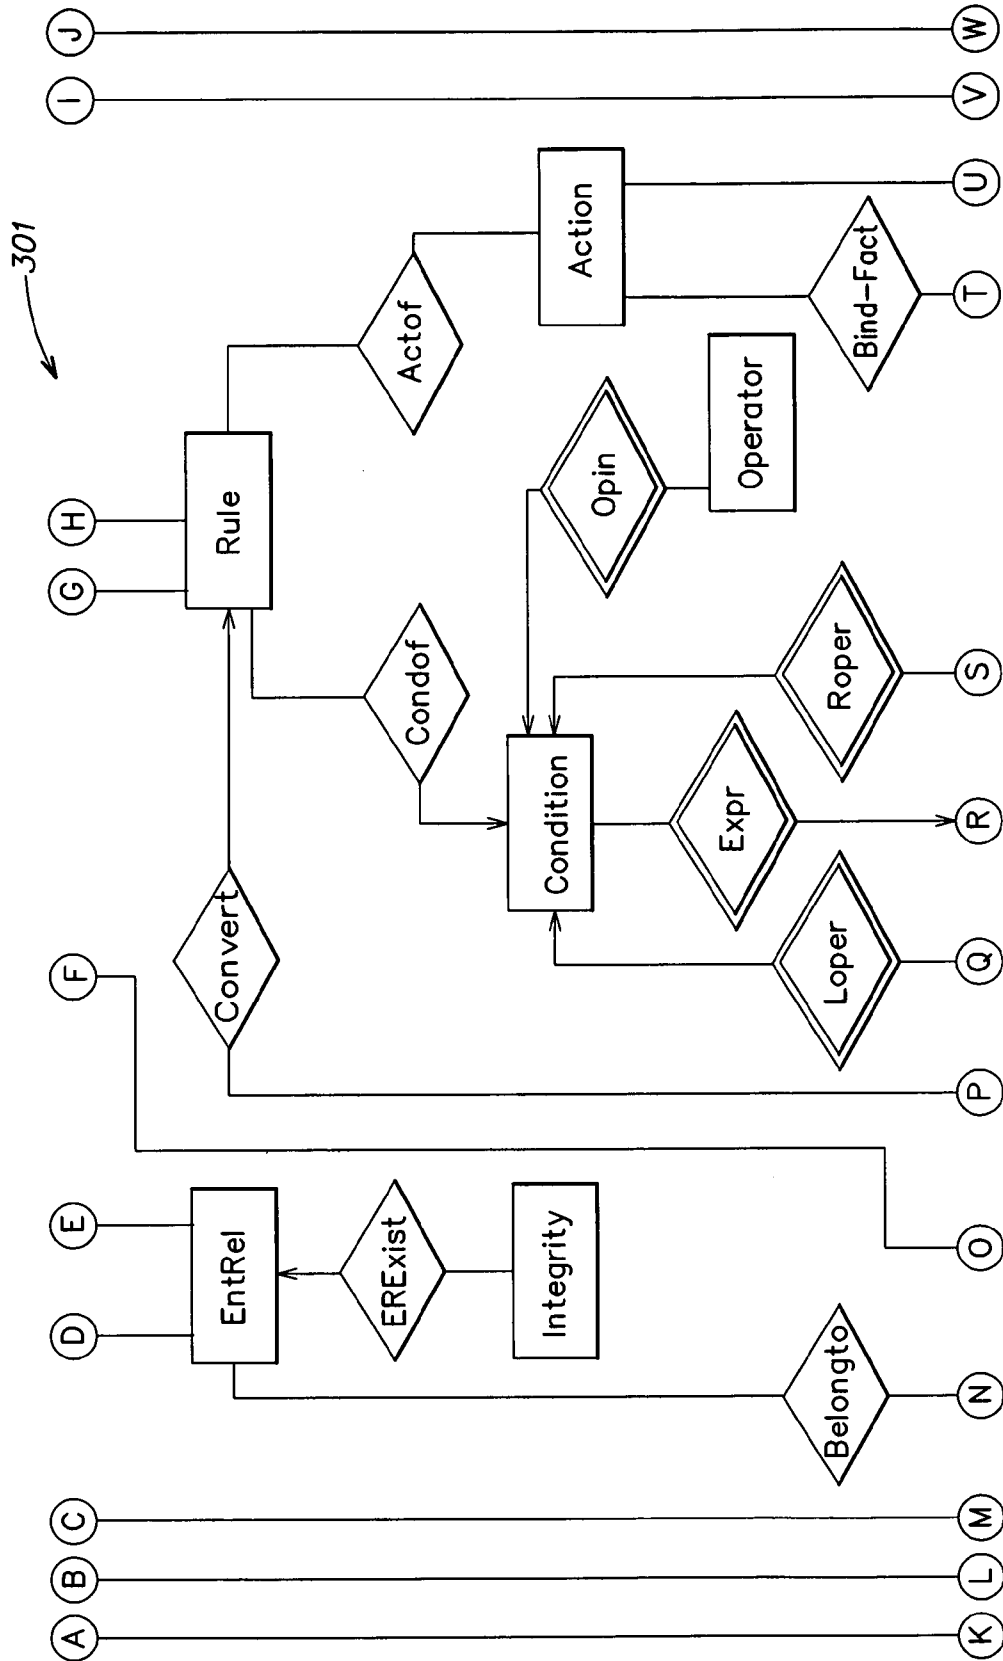 301
A B C D E F G H I J
EntRel
Convert
Rule
ERExist
Condof
Actof
Integrity
Condition
Opin
Action
Belongto
Loper
Expr
Roper
Operator
Bind-Fact
K L M N O P Q R S T U V W